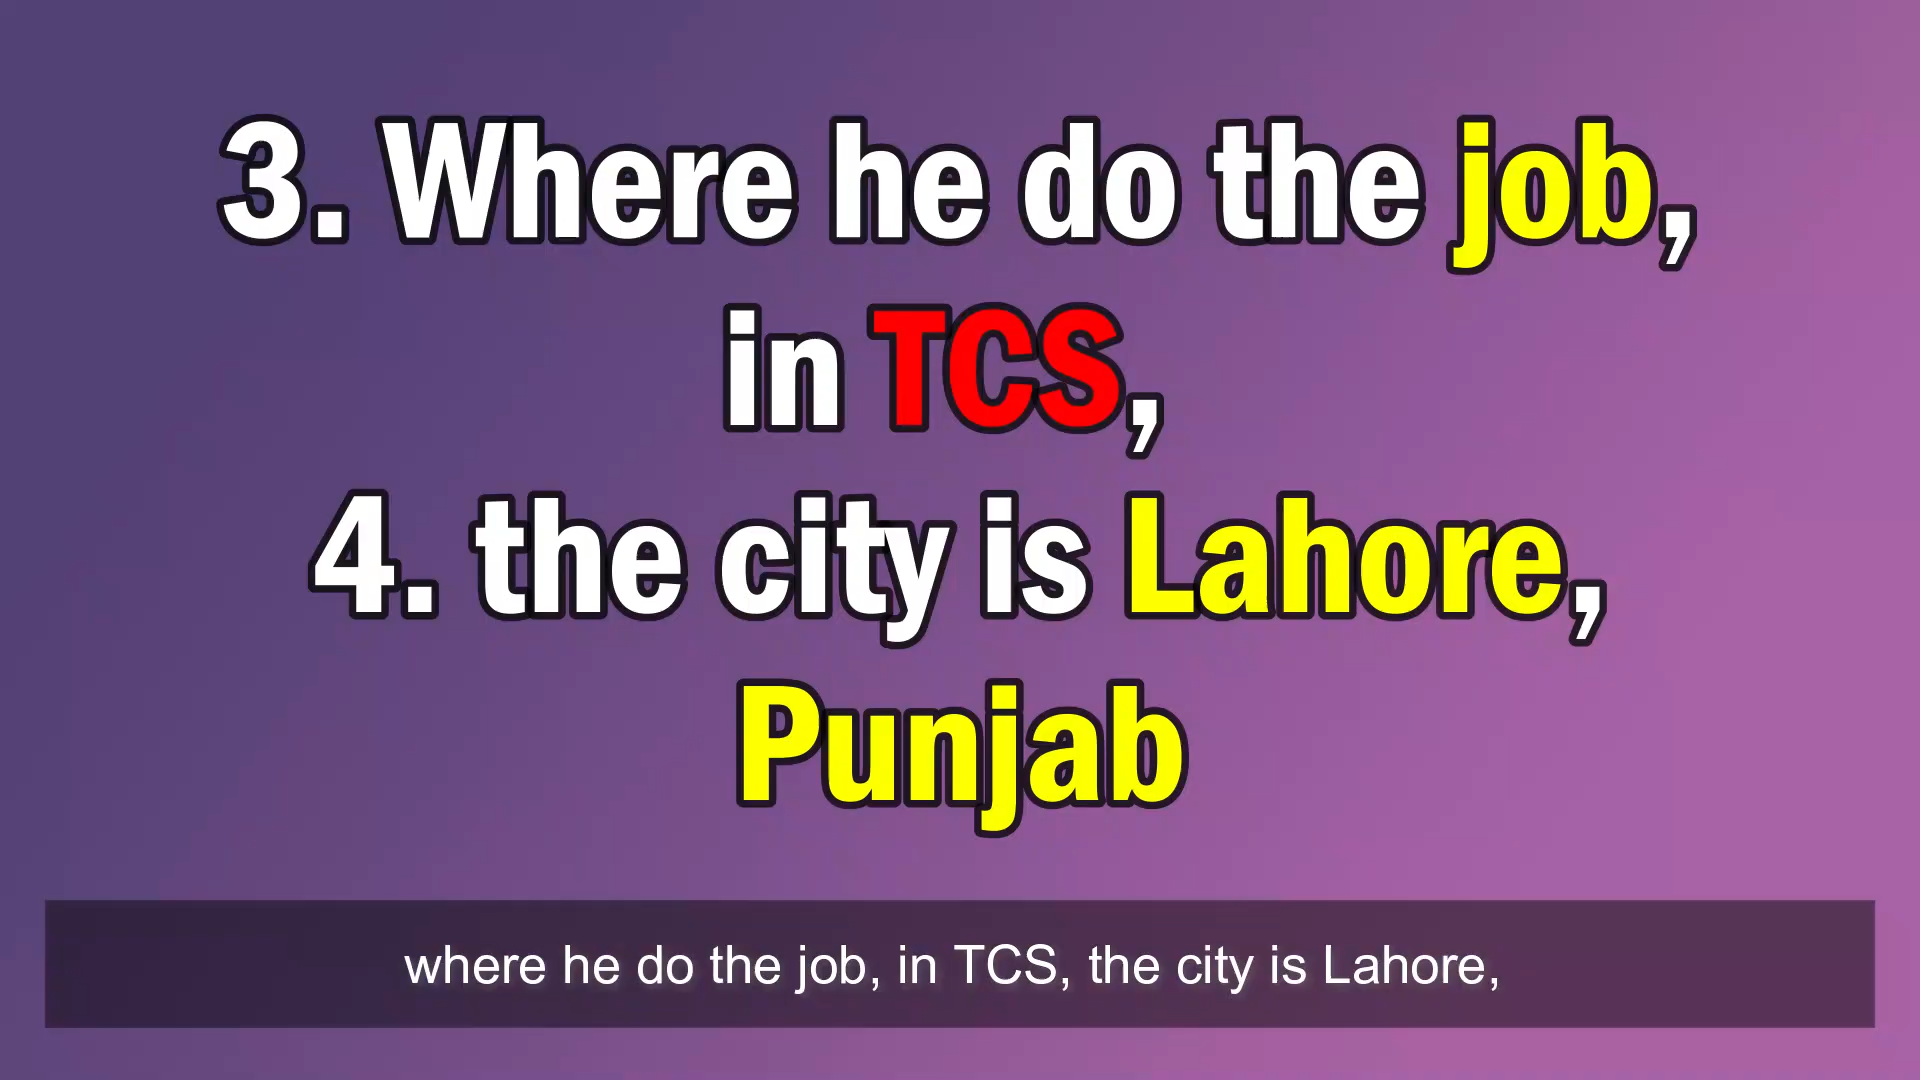 3. Where he do the job,
in TCS,
4. the city is Lahore,
Punjab
where he do the job, in TCS, the city is Lahore,